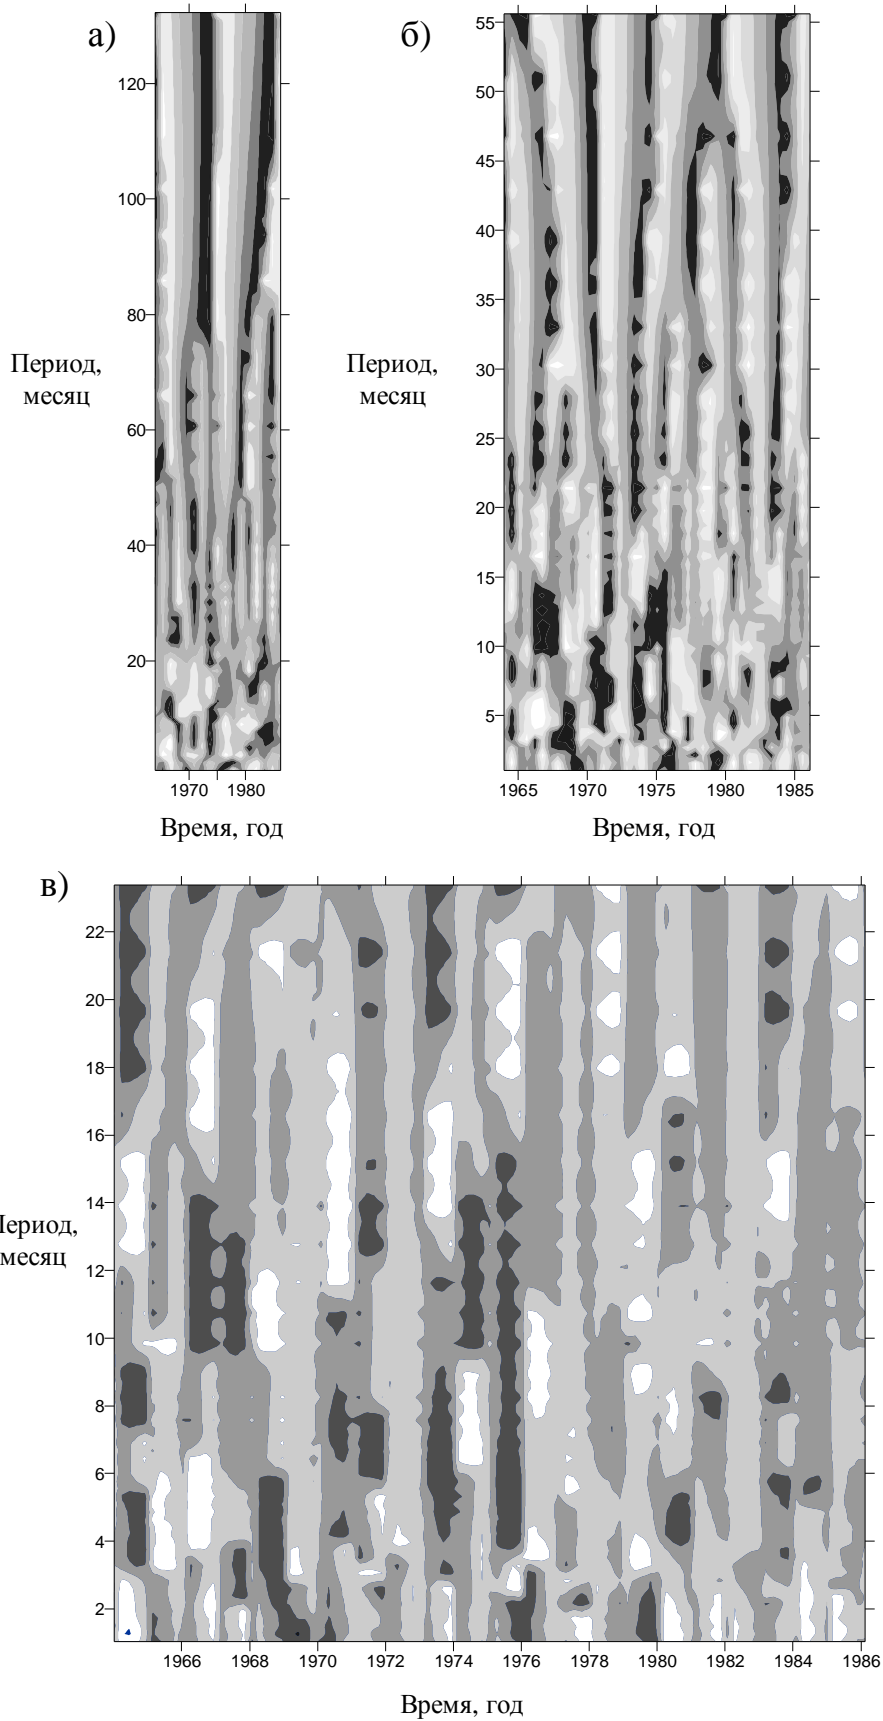 а)
120
100
80
60
40
20
Период,
месяц
1970 1980
Время, год
б)
55
50
45
40
35
30
25
20
15
10
5
Период,
месяц
1965 1970 1975 1980 1985
Время, год
в)
22
20
18
16
14
12
10
8
6
4
2
Период,
месяц
1966 1968 1970 1972 1974 1976 1978 1980 1982 1984 1986
Время, год